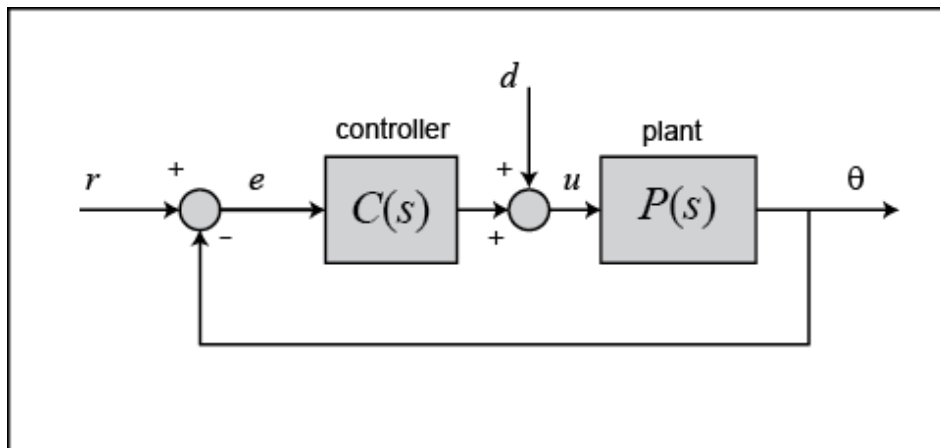 d
controller
plant
r
+
-
e
C(s)
+
+
u
P(s)
θ